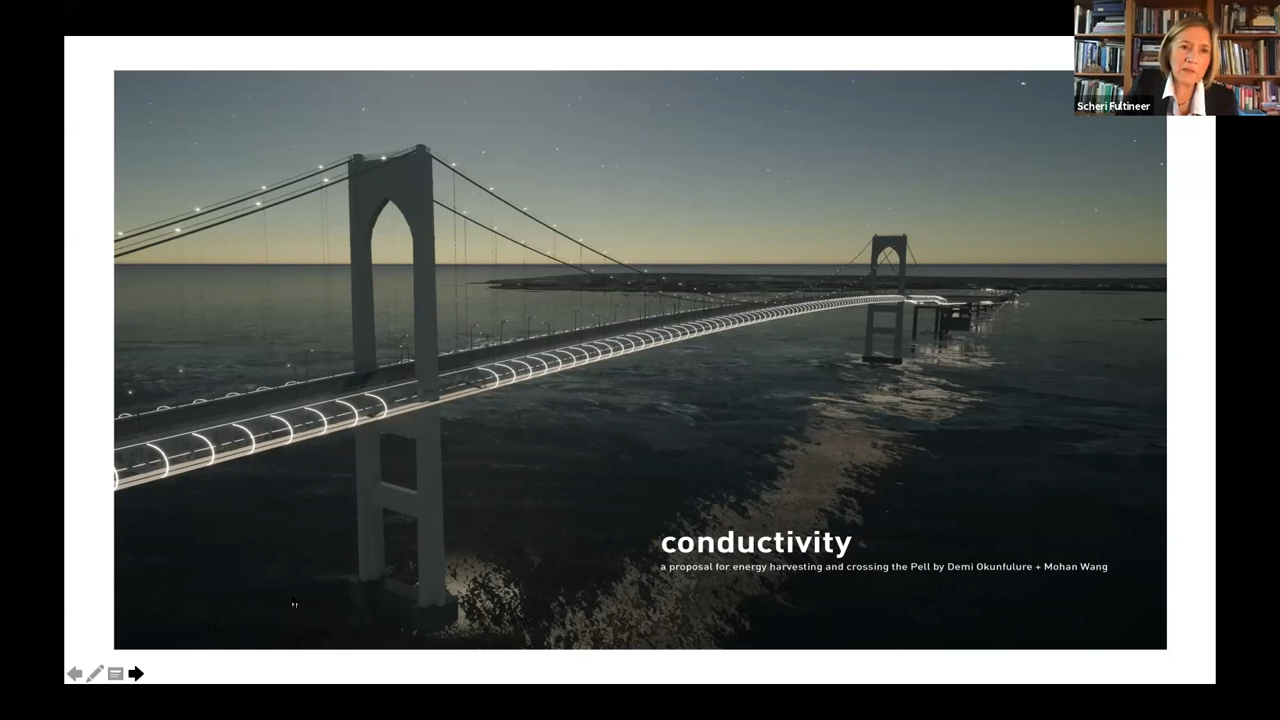 Scheri Fultineer
conductivity
a proposal for energy harvesting and crossing the Pell by Demi Okunfulure + Mohan Wang